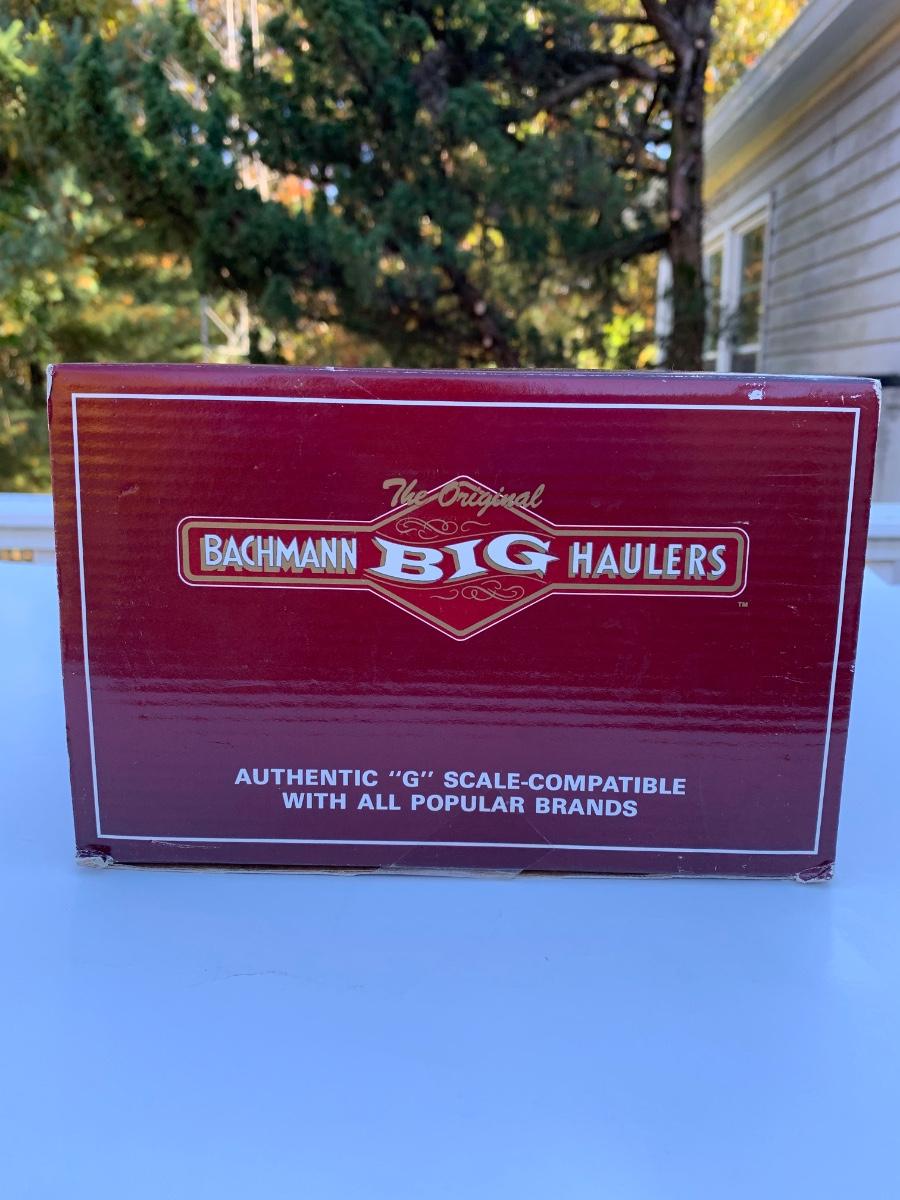 The Original
BACHMANN BIG HAULERS
TM
AUTHENTIC "G" SCALE-COMPATIBLE
WITH ALL POPULAR BRANDS